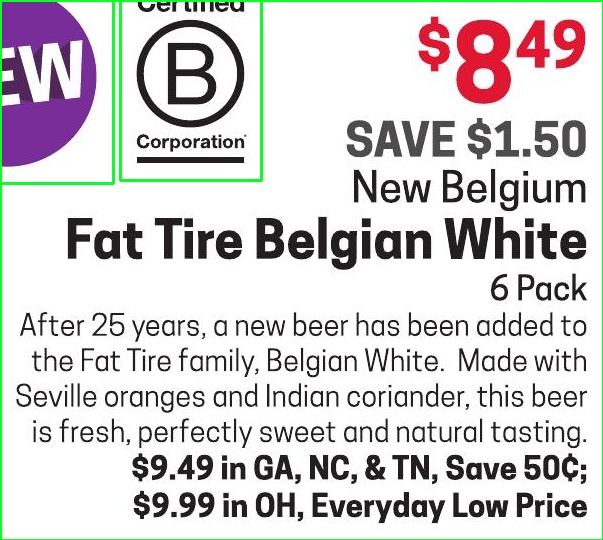 EW
Certified
B
Corporation
$8.49
SAVE $1.50
New Belgium
Fat Tire Belgian White
6 Pack
After 25 years, a new beer has been added to
the Fat Tire family, Belgian White.  Made with
Seville oranges and Indian coriander, this beer
is fresh, perfectly sweet and natural tasting.
$9.49 in GA, NC, & TN, Save 50¢;
$9.99 in OH, Everyday Low Price